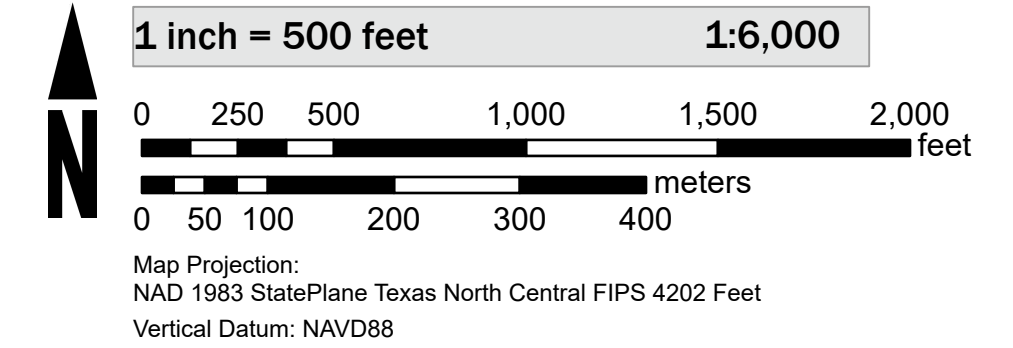 1 inch = 500 feet 1:6,000
0 250 500 1,000 1,500 2,000
feet
meters
0 50 100 200 300 400
N
Map Projection:
NAD 1983 StatePlane Texas North Central FIPS 4202 Feet
Vertical Datum: NAVD88